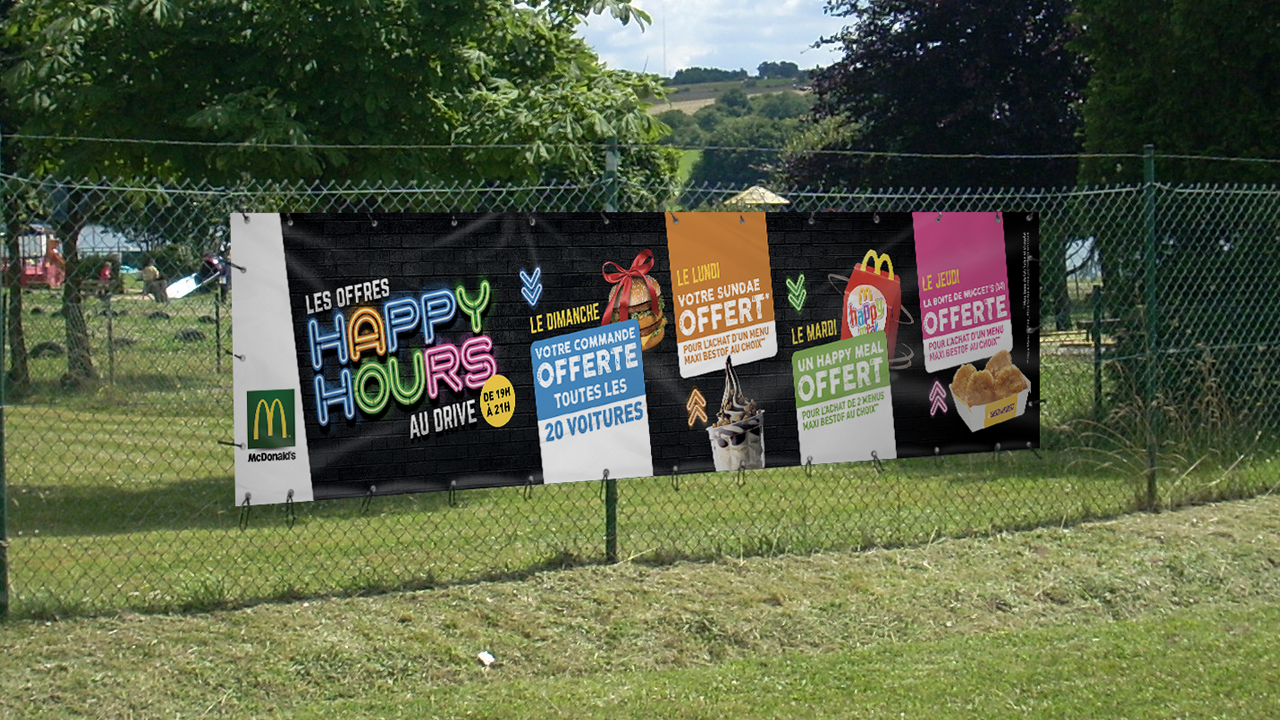 McDonald's
LES OFFRES
HAPPY
HOURS
AU DRIVE
DE 19H
À 21H
LE DIMANCHE
VOTRE COMMANDE
OFFERTE
TOUTES LES
20 VOITURES
LE LUNDI
VOTRE SUNDAE
OFFERT*
POUR L'ACHAT D'UN MENU
MAXI BESTOF AU CHOIX**
LE MARDI
UN HAPPY MEAL
OFFERT
POUR L'ACHAT DE 2 MENUS
MAXI BESTOF AU CHOIX**
happy
LE JEUDI
LA BOITE DE NUGGET'S (X4)
OFFERTE
POUR L'ACHAT D'UN MENU
MAXI BESTOF AU CHOIX**